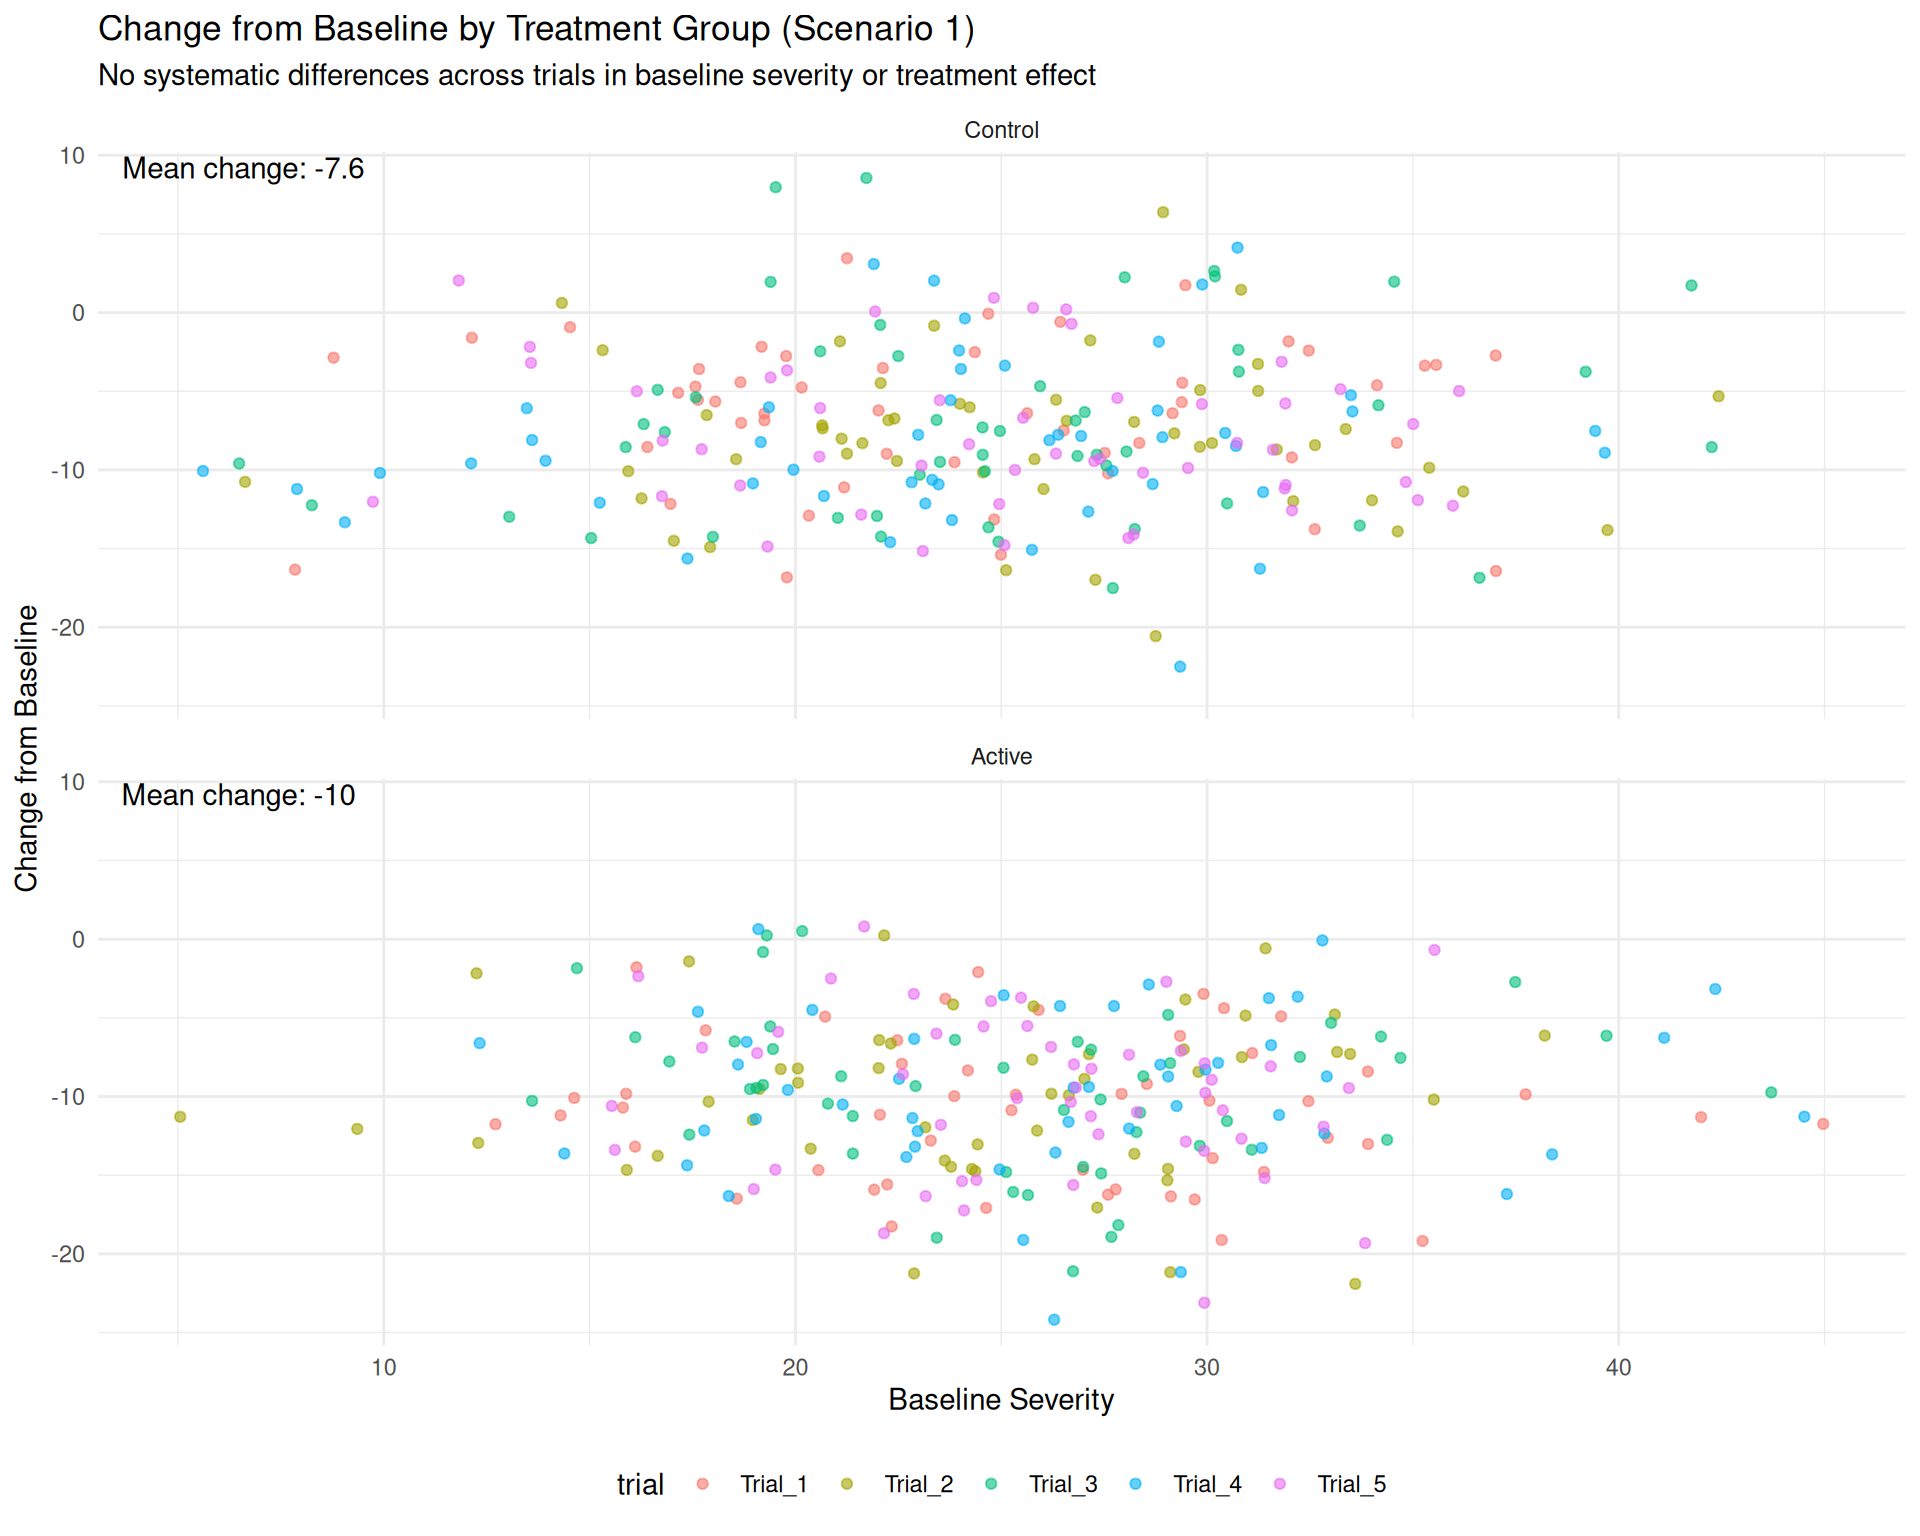 Change from Baseline by Treatment Group (Scenario 1)
No systematic differences across trials in baseline severity or treatment effect
Control
Mean change: -7.6
10
0
-10
-20
Change from Baseline
Active
Mean change: -10
10
0
-10
-20
10 20 30 40
Baseline Severity
trial Trial_1 Trial_2 Trial_3 Trial_4 Trial_5